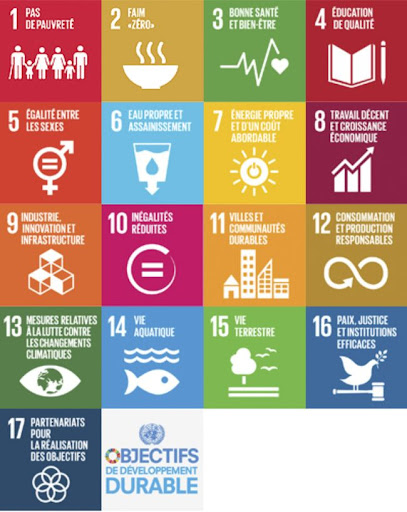 1 PAS
DE PAUVRETÉ
2 FAIM
«ZÉRO»
3 BONNE SANTÉ
ET BIEN-ÊTRE
4 ÉDUCATION
DE QUALITÉ
5 ÉGALITÉ ENTRE
LES SEXES
6 EAU PROPRE ET
ASSAINISSEMENT
7 ÉNERGIE PROPRE
ET D'UN COÛT
ABORDABLE
8 TRAVAIL DÉCENT
ET CROISSANCE
ÉCONOMIQUE
9 INDUSTRIE,
INNOVATION ET
INFRASTRUCTURE
10 INÉGALITÉS
RÉDUITES
11 VILLES ET
COMMUNAUTÉS
DURABLES
12 CONSOMMATION
ET PRODUCTION
RESPONSABLES
13 MESURES RELATIVES
À LA LUTTE CONTRE
LES CHANGEMENTS
CLIMATIQUES
14 VIE
AQUATIQUE
15 VIE
TERRESTRE
16 PAIX, JUSTICE
ET INSTITUTIONS
EFFICACES
17 PARTENARIATS
POUR
LA RÉALISATION
DES OBJECTIFS
OBJECTIFS
DE DÉVELOPPEMENT
DURABLE